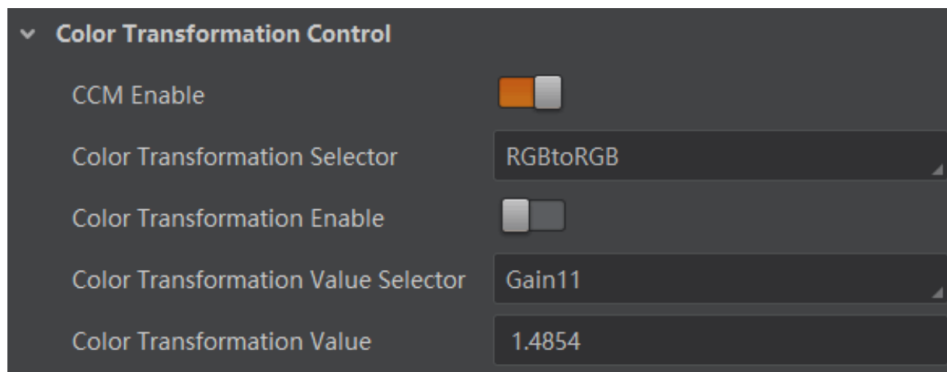 Color Transformation Control
CCM Enable
Color Transformation Selector RGBtoRGB
Color Transformation Enable
Color Transformation Value Selector Gain11
Color Transformation Value 1.4854